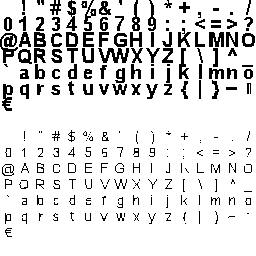 ! " # $ % & ' ( ) * + , - . /
0 1 2 3 4 5 6 7 8 9 : ; < = > ?
@ A B C D E F G H I J K L M N O
P Q R S T U V W X Y Z [ \ ] ^ _
` a b c d e f g h i j k l m n o
p q r s t u v w x y z { | } ~
€
! " # $ % & ' ( ) * + , - . /
0 1 2 3 4 5 6 7 8 9 : ; < = > ?
@ A B C D E F G H I J K L M N O
P Q R S T U V W X Y Z [ \ ] ^ _
` a b c d e f g h i j k l m n o
p q r s t u v w x y z { | } ~
€